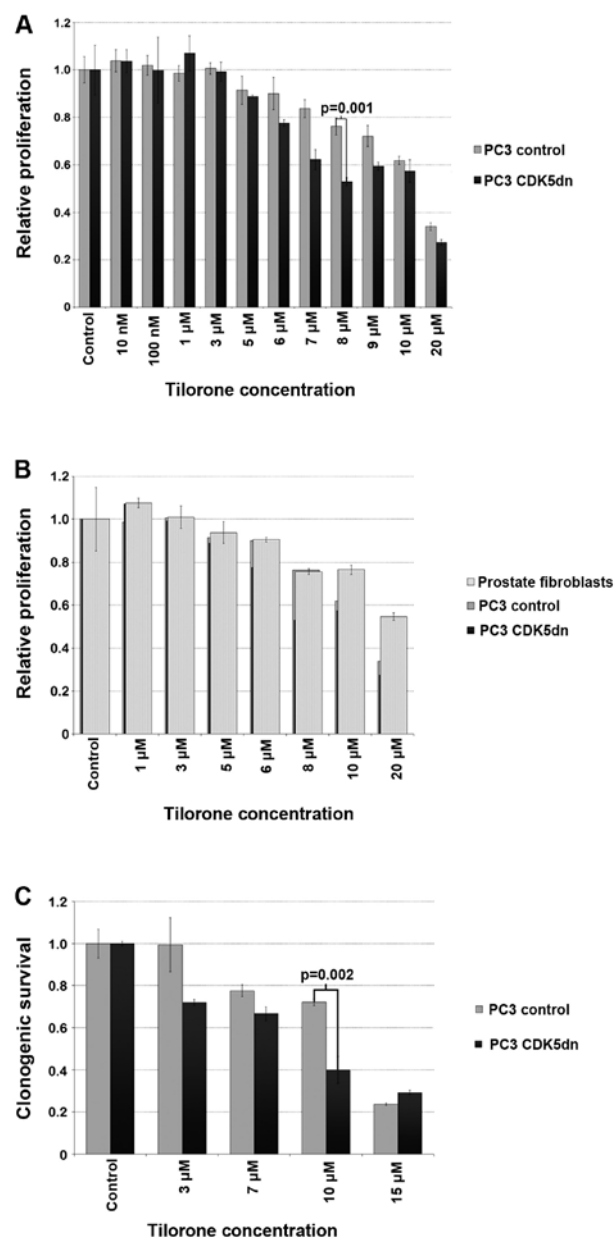 A
Relative proliferation
1.2
1.0
0.8
0.6
0.4
0.2
0
p=0.001
PC3 control
PC3 CDK5dn
Control
10 nM
100 nM
1 µM
3 µM
5 µM
6 µM
7 µM
8 µM
9 µM
10 µM
20 µM
Tilorone concentration
B
Relative proliferation
1.2
1.0
0.8
0.6
0.4
0.2
0
Prostate fibroblasts
PC3 control
PC3 CDK5dn
Control
1 µM
3 µM
5 µM
6 µM
8 µM
10 µM
20 µM
Tilorone concentration
C
Clonogenic survival
1.2
1.0
0.8
0.6
0.4
0.2
0
p=0.002
PC3 control
PC3 CDK5dn
Control
3 µM
7 µM
10 µM
15 µM
Tilorone concentration